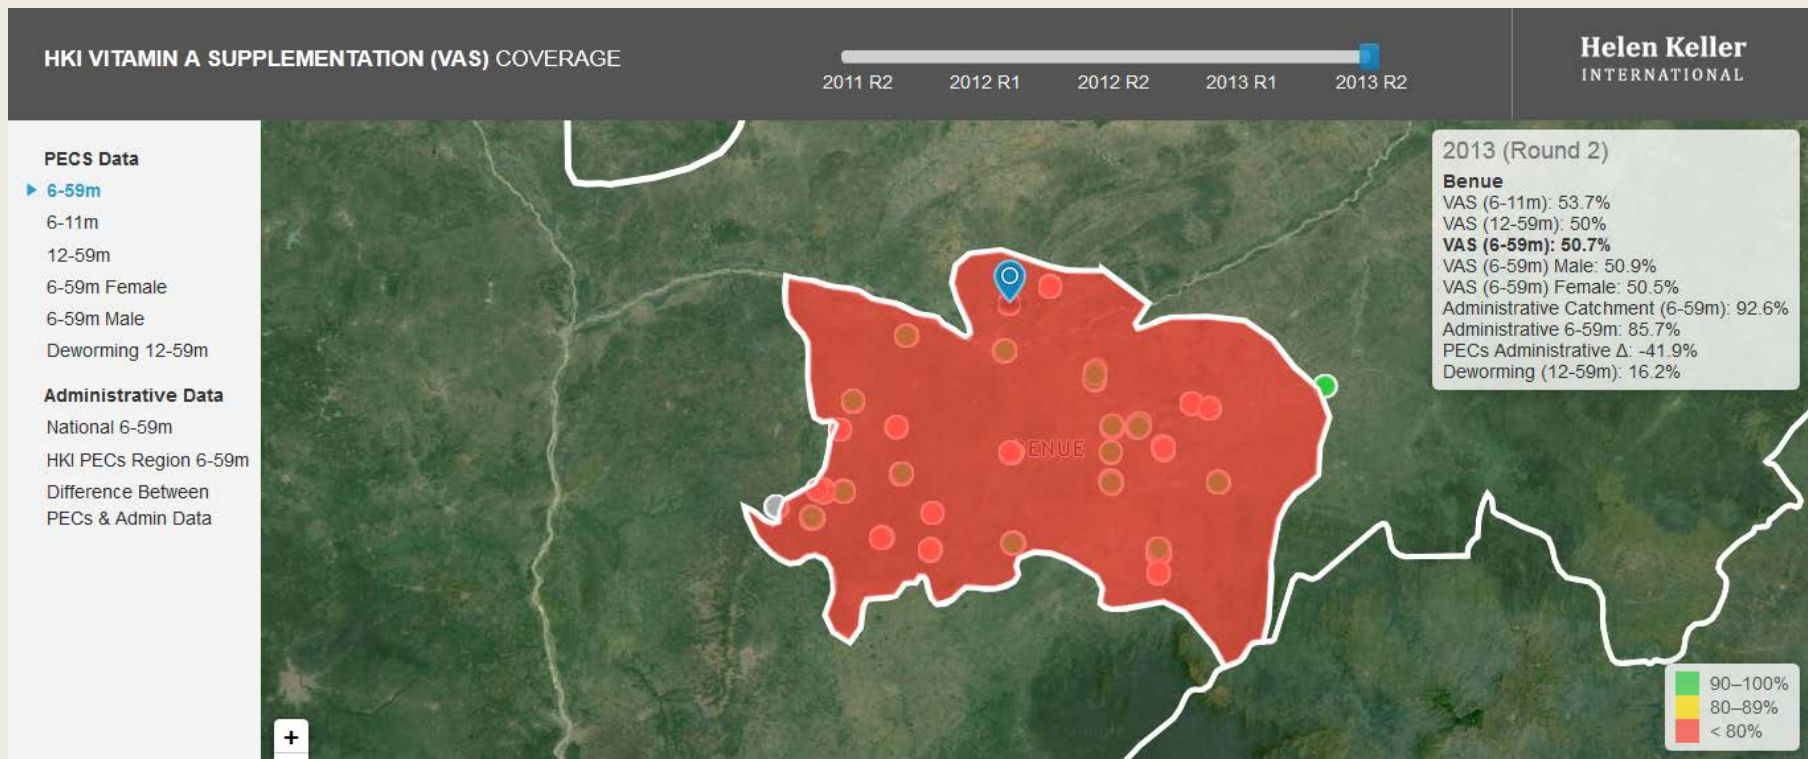 HKI VITAMIN A SUPPLEMENTATION (VAS) COVERAGE
2011 R2
2012 R1
2012 R2
2013 R1
2013 R2
Helen Keller
INTERNATIONAL
PECS Data
6-59m
6-11m
12-59m
6-59m Female
6-59m Male
Deworming 12-59m
Administrative Data
National 6-59m
HKI PECs Region 6-59m
Difference Between
PECs & Admin Data
BENUE
2013 (Round 2)
Benue
VAS (6-11m): 53.7%
VAS (12-59m): 50%
VAS (6-59m): 50.7%
VAS (6-59m) Male: 50.9%
VAS (6-59m) Female: 50.5%
Administrative Catchment (6-59m): 92.6%
Administrative 6-59m: 85.7%
PECs Administrative Δ: -41.9%
Deworming (12-59m): 16.2%
90–100%
80–89%
< 80%
+